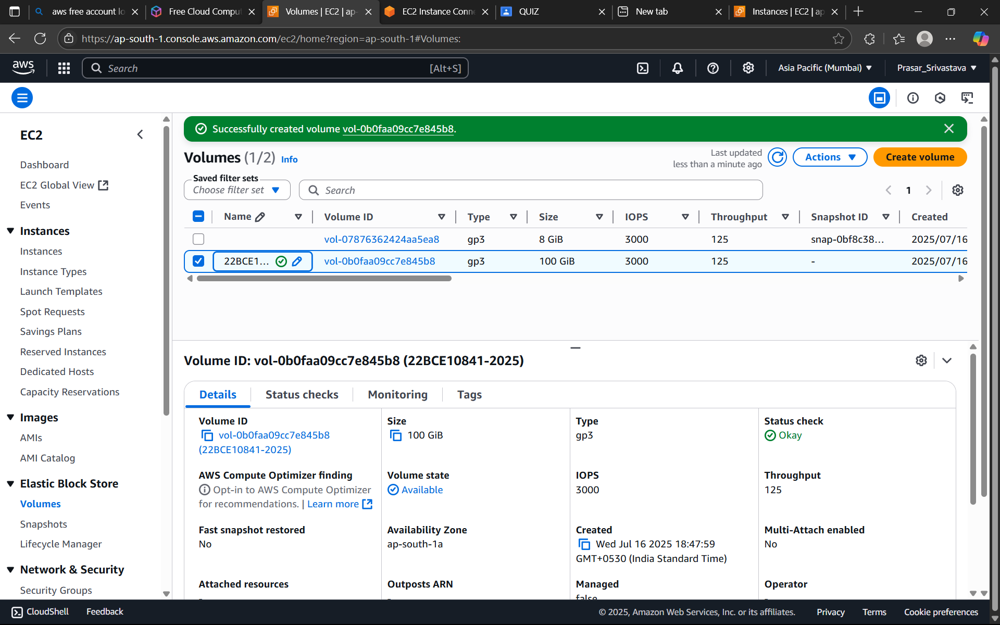 aws free account lo
Free Cloud Comput
Volumes | EC2 | ap-
EC2 Instance Conne
QUIZ
New tab
Instances | EC2 | ap
https://ap-south-1.console.aws.amazon.com/ec2/home?region=ap-south-1#Volumes:
aws
Search
[Alt+S]
Asia Pacific (Mumbai)
Prasar_Srivastava
EC2
Dashboard
EC2 Global View
Events
Instances
Instances
Instance Types
Launch Templates
Spot Requests
Savings Plans
Reserved Instances
Dedicated Hosts
Capacity Reservations
Images
AMIs
AMI Catalog
Elastic Block Store
Volumes
Snapshots
Lifecycle Manager
Network & Security
Security Groups
Successfully created volume vol-0b0faa09cc7e845b8.
Volumes (1/2) Info
Last updated
less than a minute ago
Actions
Create volume
Saved filter sets
Choose filter set
Search
1
Name Volume ID Type Size IOPS Throughput Snapshot ID Created
vol-07876362424aa5ea8 gp3 8 GiB 3000 125 snap-0bf8c38... 2025/07/16
22BCE1... vol-0b0faa09cc7e845b8 gp3 100 GiB 3000 125 - 2025/07/16
Volume ID: vol-0b0faa09cc7e845b8 (22BCE10841-2025)
Details Status checks Monitoring Tags
Volume ID
vol-0b0faa09cc7e845b8
(22BCE10841-2025)
Size
100 GiB
Type
gp3
Status check
Okay
AWS Compute Optimizer finding
Opt-in to AWS Compute Optimizer
for recommendations. | Learn more
Volume state
Available
IOPS
3000
Throughput
125
Fast snapshot restored
No
Availability Zone
ap-south-1a
Created
Wed Jul 16 2025 18:47:59
GMT+0530 (India Standard Time)
Multi-Attach enabled
No
Attached resources
-
Outposts ARN
-
Managed
false
Operator
-
CloudShell
Feedback
© 2025, Amazon Web Services, Inc. or its affiliates.
Privacy
Terms
Cookie preferences